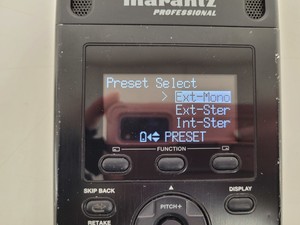 marantz
PROFESSIONAL
Preset Select
> Ext-Mono
Ext-Ster
Int-Ster
PRESET
FUNCTION
SKIP BACK
DISPLAY
PITCH+
RETAKE